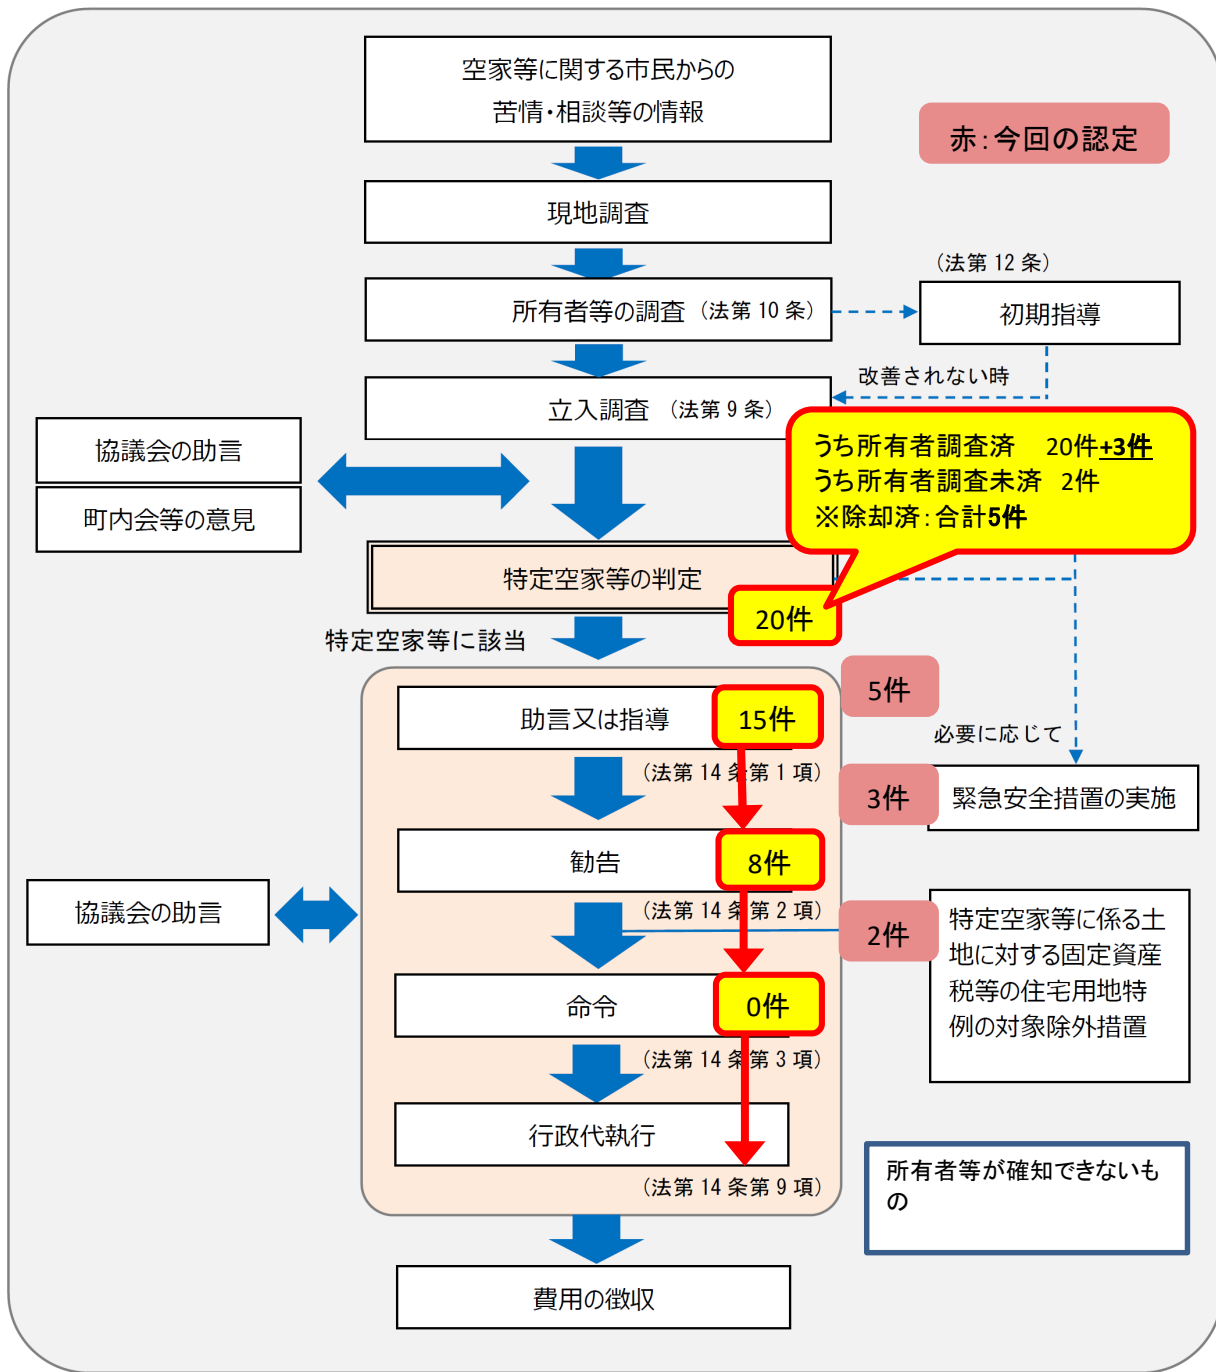 空家等に関する市民からの
苦情・相談等の情報
赤：今回の認定
現地調査
所有者等の調査（法第10条）
（法第12条）
初期指導
改善されない時
立入調査（法第9条）
協議会の助言
町内会等の意見
うち所有者調査済　20件+3件
うち所有者調査未済　2件
※除却済：合計5件
特定空家等の判定
20件
特定空家等に該当
助言又は指導
15件
5件
（法第14条第1項）
必要に応じて
3件
緊急安全措置の実施
勧告
8件
（法第14条第2項）
協議会の助言
2件
特定空家等に係る土
地に対する固定資産
税等の住宅用地特
例の対象除外措置
命令
0件
（法第14条第3項）
行政代執行
（法第14条第9項）
所有者等が確知できないも
の
費用の徴収